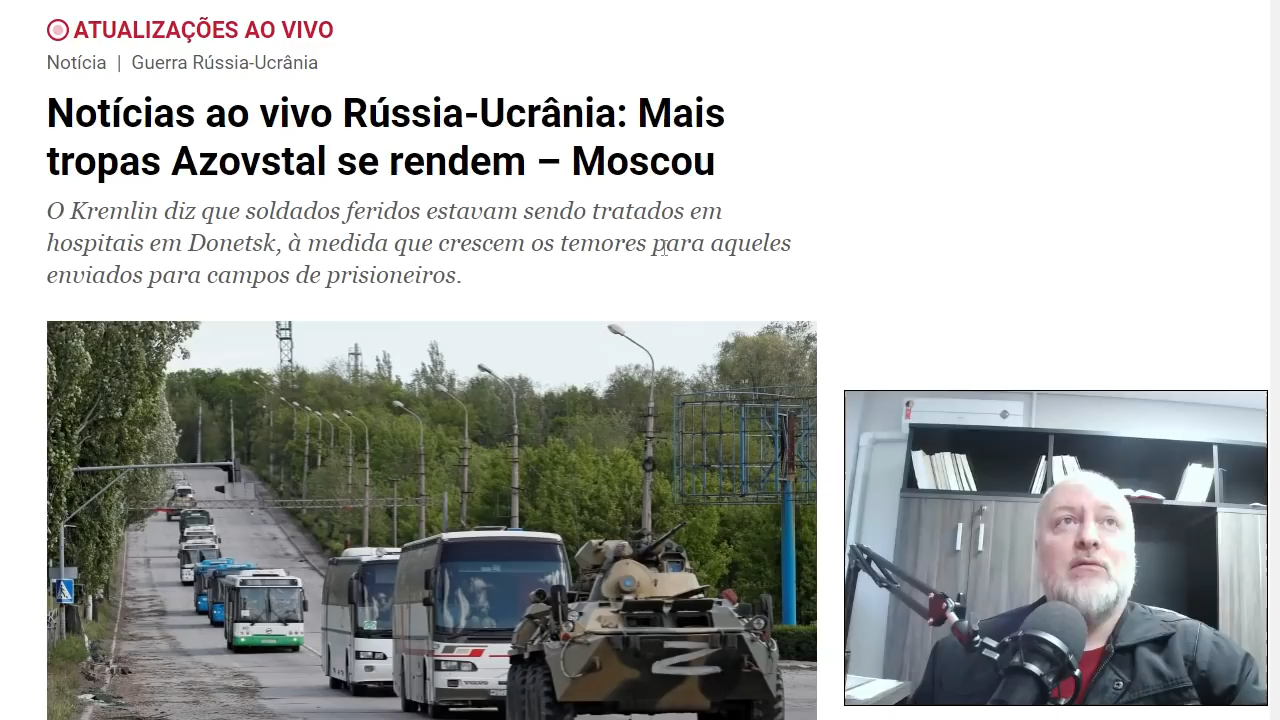 ATUALIZAÇÕES AO VIVO
Notícia | Guerra Rússia-Ucrânia
Notícias ao vivo Rússia-Ucrânia: Mais
tropas Azovstal se rendem – Moscou
O Kremlin diz que soldados feridos estavam sendo tratados em
hospitais em Donetsk, à medida que crescem os temores para aqueles
enviados para campos de prisioneiros.
Z